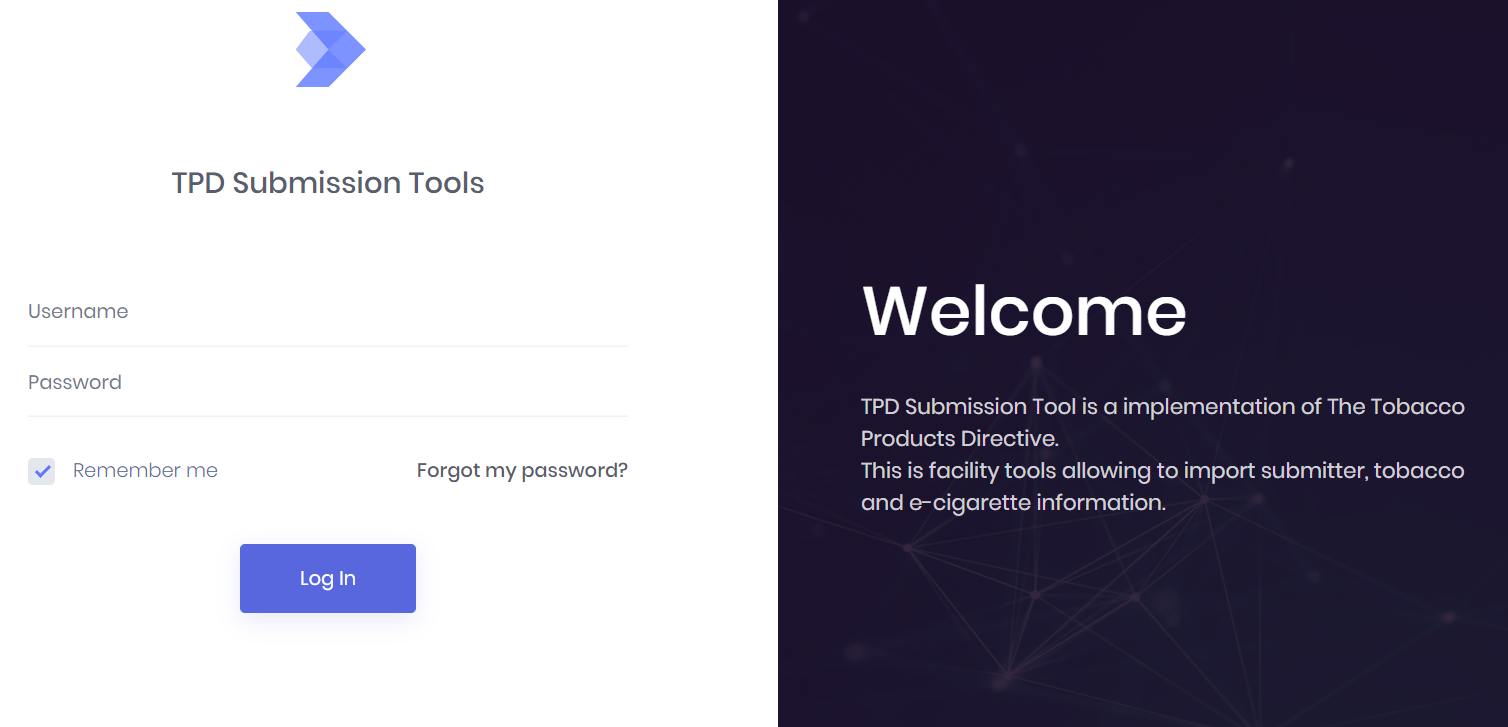 TPD Submission Tools
Username
Password
Remember me
Forgot my password?
Log In
Welcome
TPD Submission Tool is a implementation of The Tobacco
Products Directive.
This is facility tools allowing to import submitter, tobacco
and e-cigarette information.